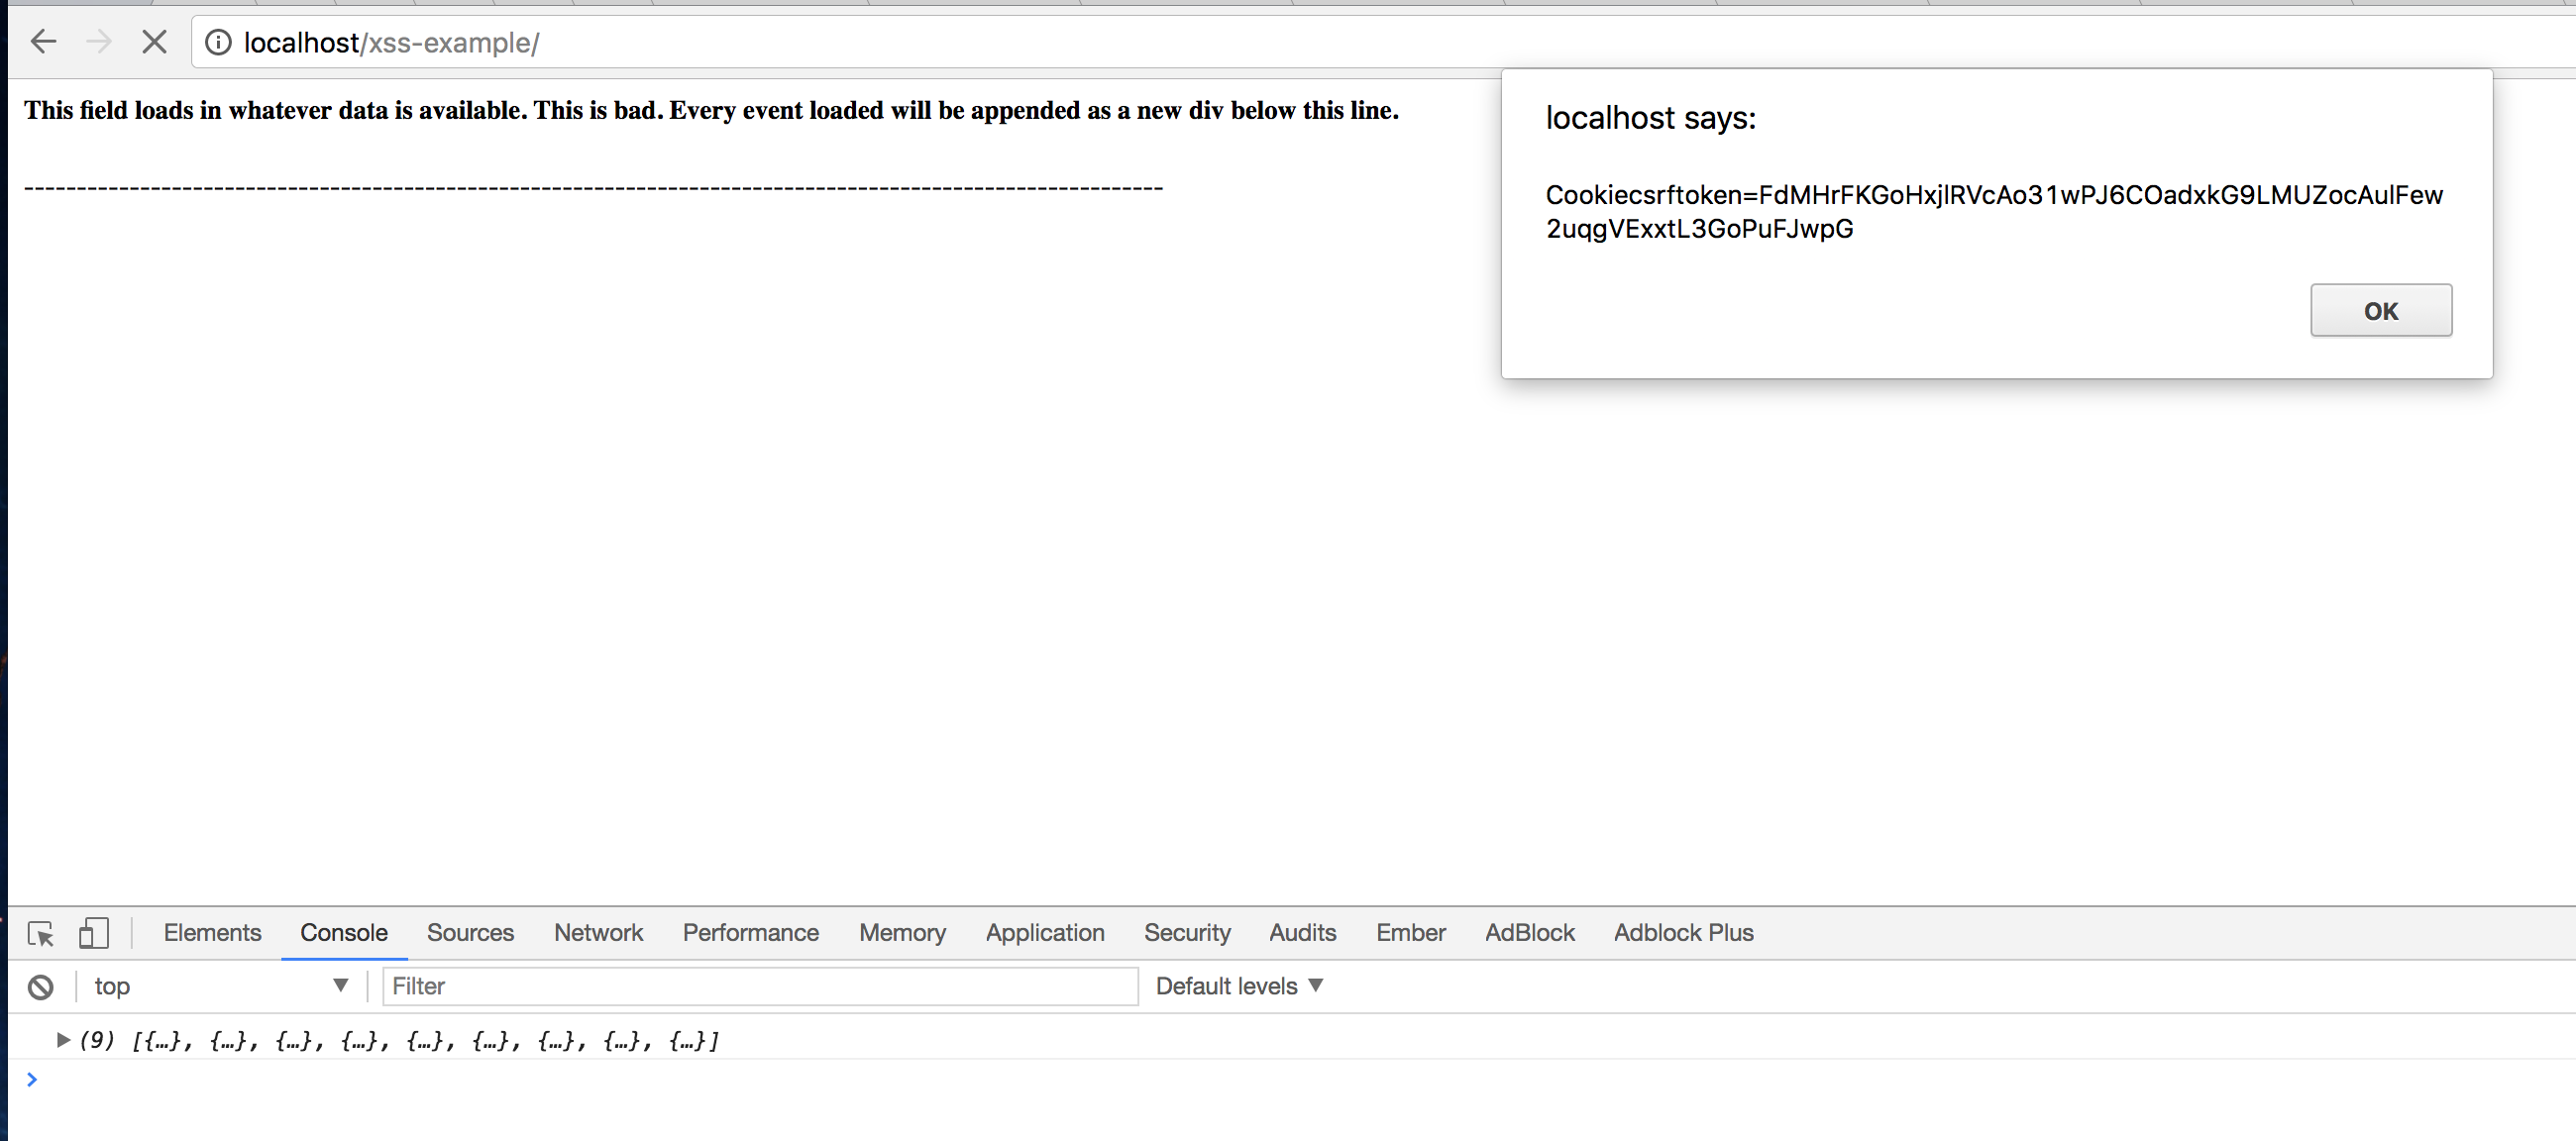 localhost/xss-example/
This field loads in whatever data is available. This is bad. Every event loaded will be appended as a new div below this line.
------------------------------------------------------------------------------------------------------------
localhost says:
Cookiecsrftoken=FdMHrFKGoHxjlRVcAo31wPJ6COadxkG9LMUZocAulFew
2uqgVExxtL3GoPuFJwpG
OK
Elements Console Sources Network Performance Memory Application Security Audits Ember AdBlock Adblock Plus
top Filter Default levels
(9) [{…}, {…}, {…}, {…}, {…}, {…}, {…}, {…}, {…}]